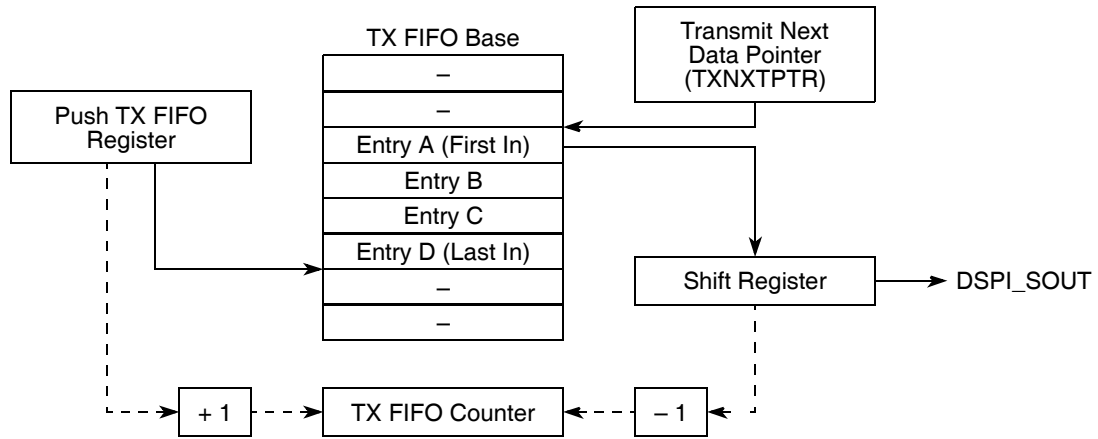 Transmit Next
Data Pointer
(TXNXTPTR)
TX FIFO Base
–
–
Push TX FIFO
Register
Entry A (First In)
Entry B
Entry C
Entry D (Last In)
–
–
Shift Register
DSPI_SOUT
+ 1
TX FIFO Counter
– 1